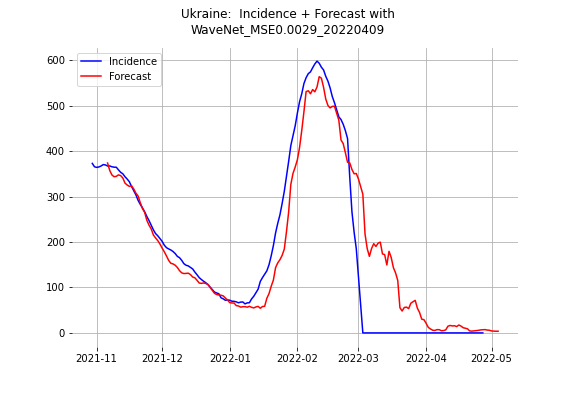 Ukraine:  Incidence + Forecast with
WaveNet_MSE0.0029_20220409
Incidence
Forecast
600
500
400
300
200
100
0
2021-11 2021-12 2022-01 2022-02 2022-03 2022-04 2022-05